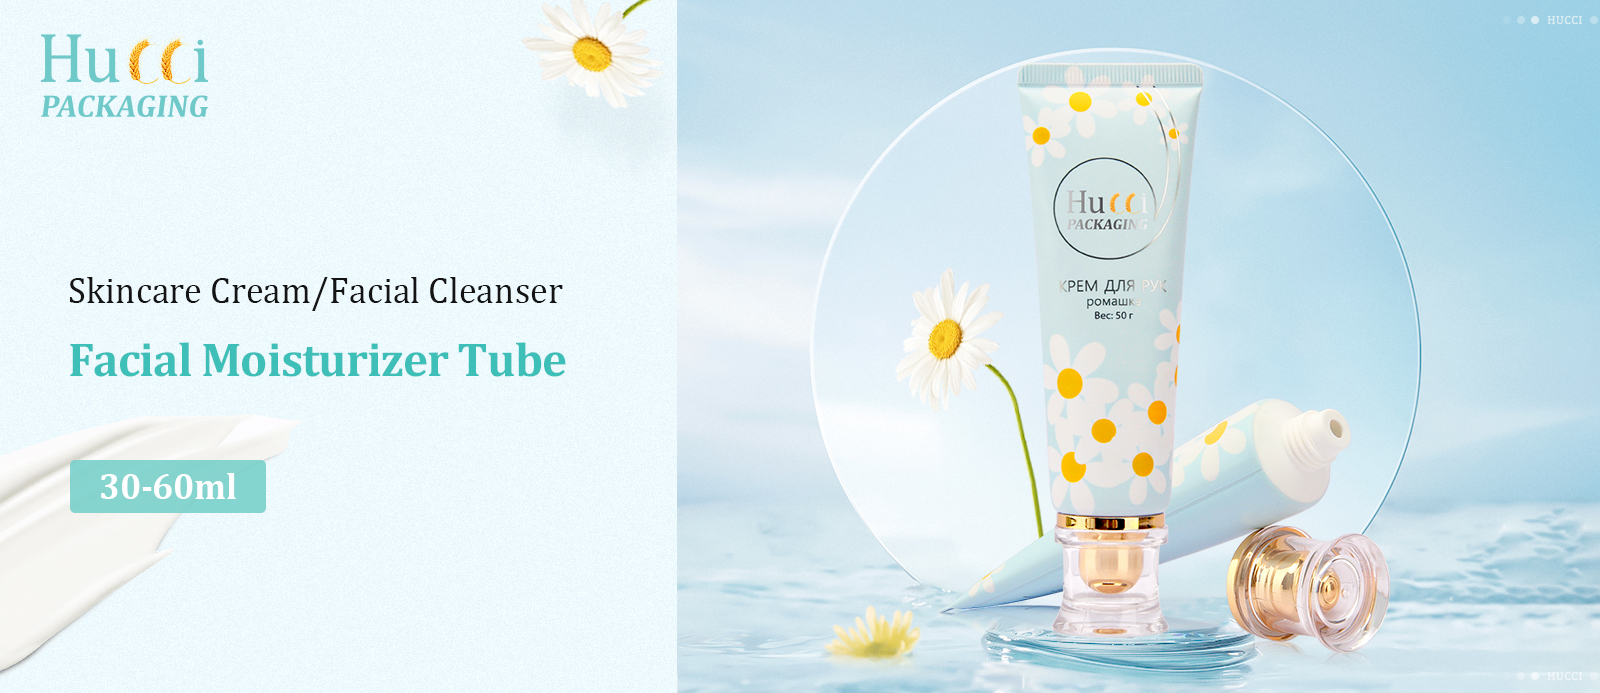 Hucci
PACKAGING
Skincare Cream/Facial Cleanser
Facial Moisturizer Tube
30-60ml
HUCCI
Hucci
PACKAGING
КРЕМ ДЛЯ РУК
ромашка
Вес: 50 г
HUCCI